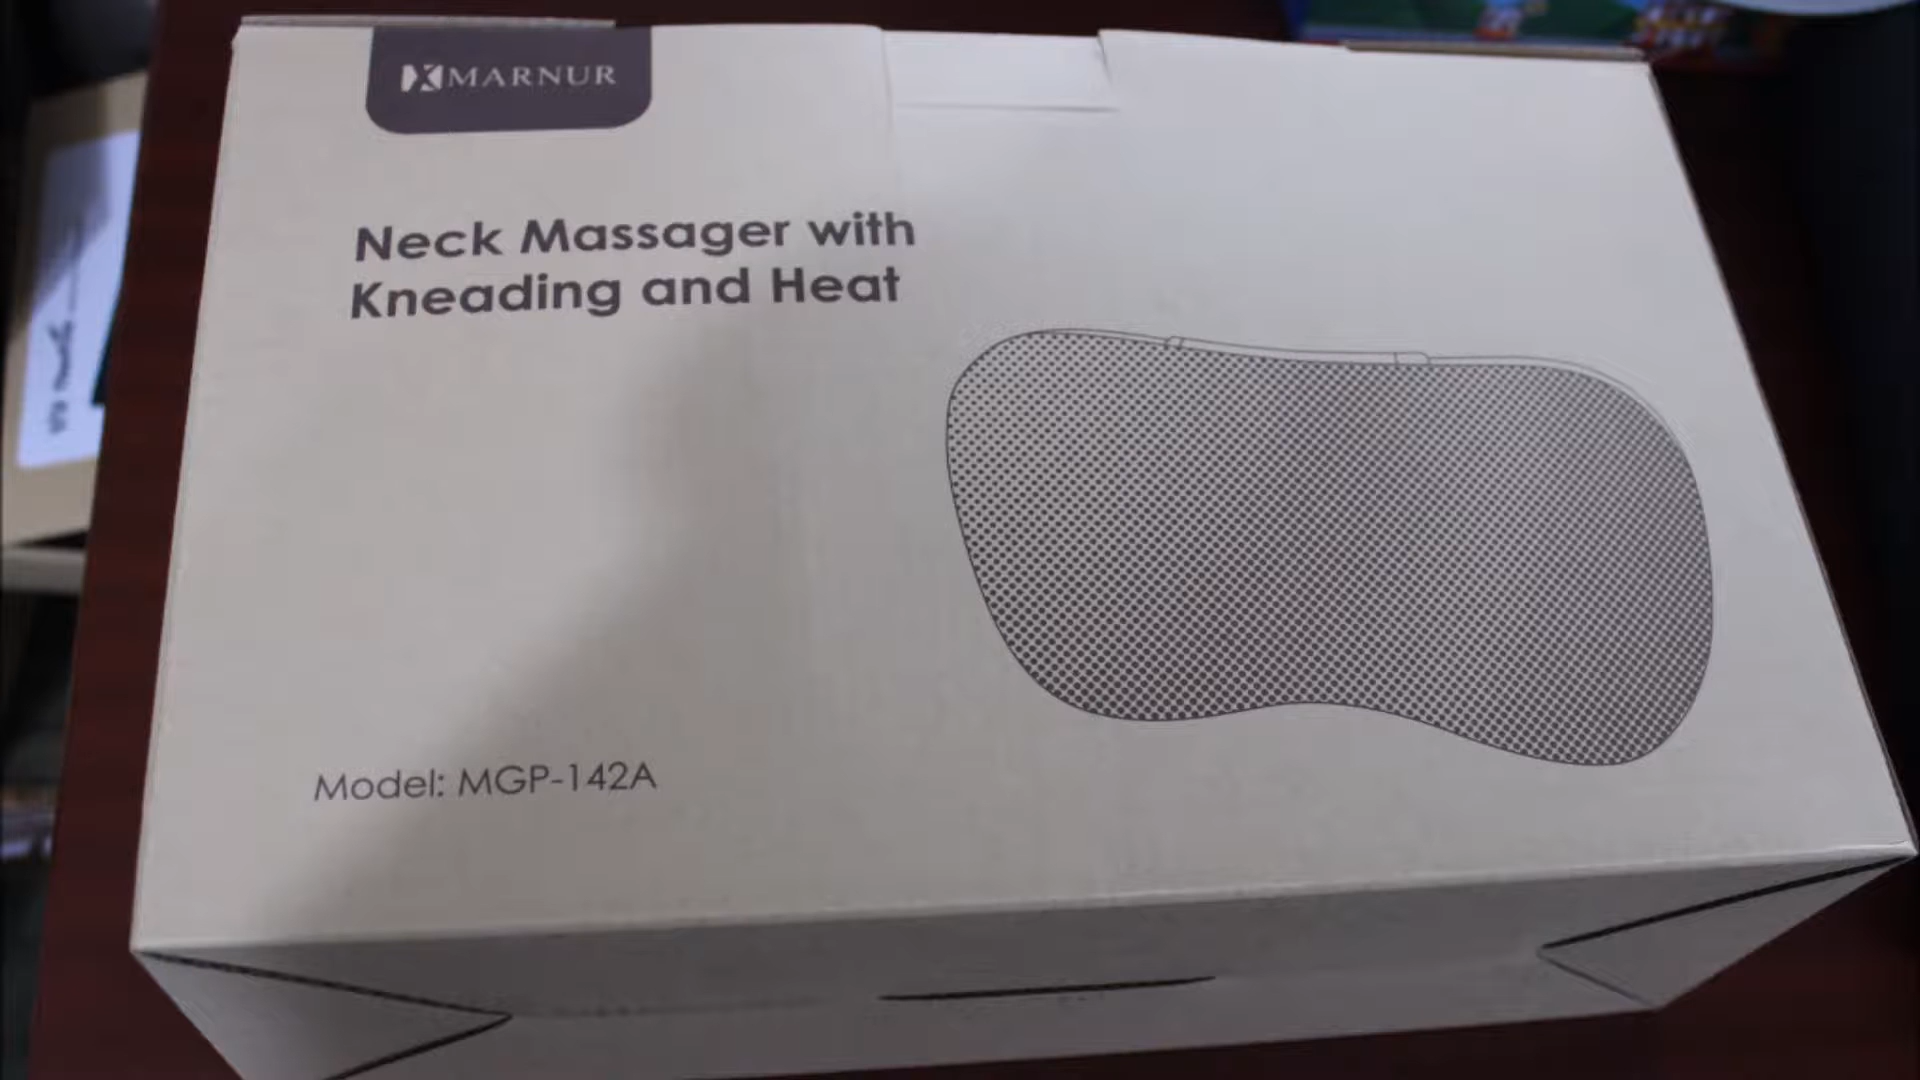 MARNUR
Neck Massager with
Kneading and Heat
Model: MGP-142A